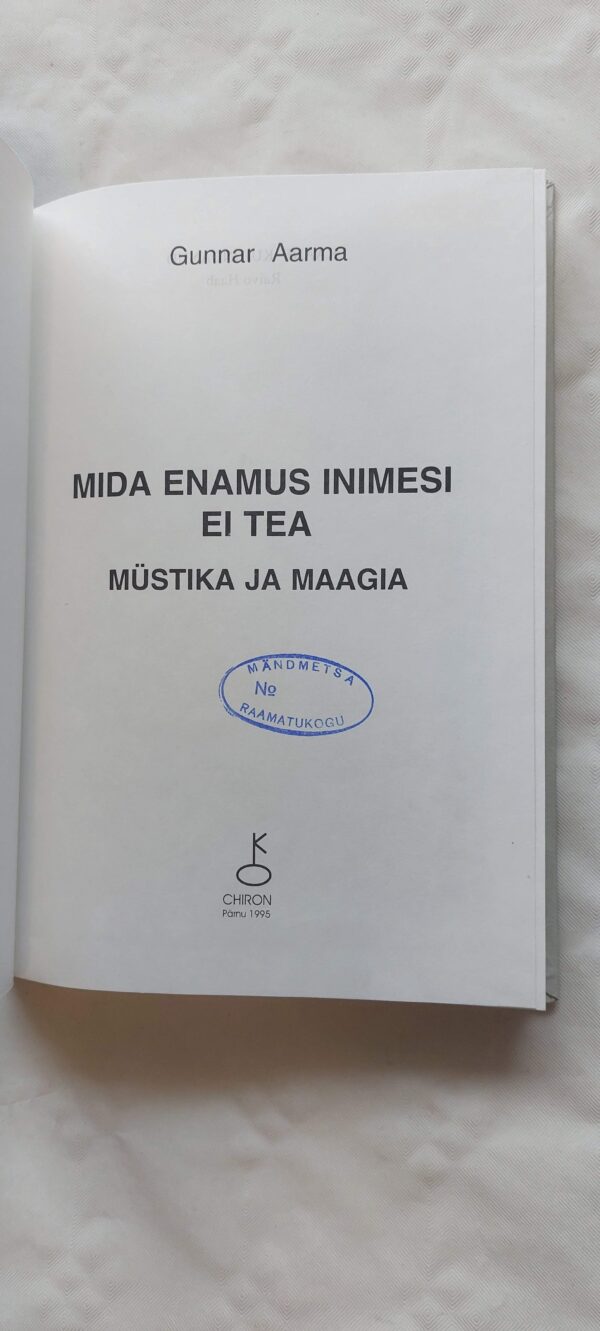 Gunnar Aarma
MIDA ENAMUS INIMESI
EI TEA
MÜSTIKA JA MAAGIA
MÄNDMETSA
№
RAAMATUKOGU
CHIRON
Pärnu 1995